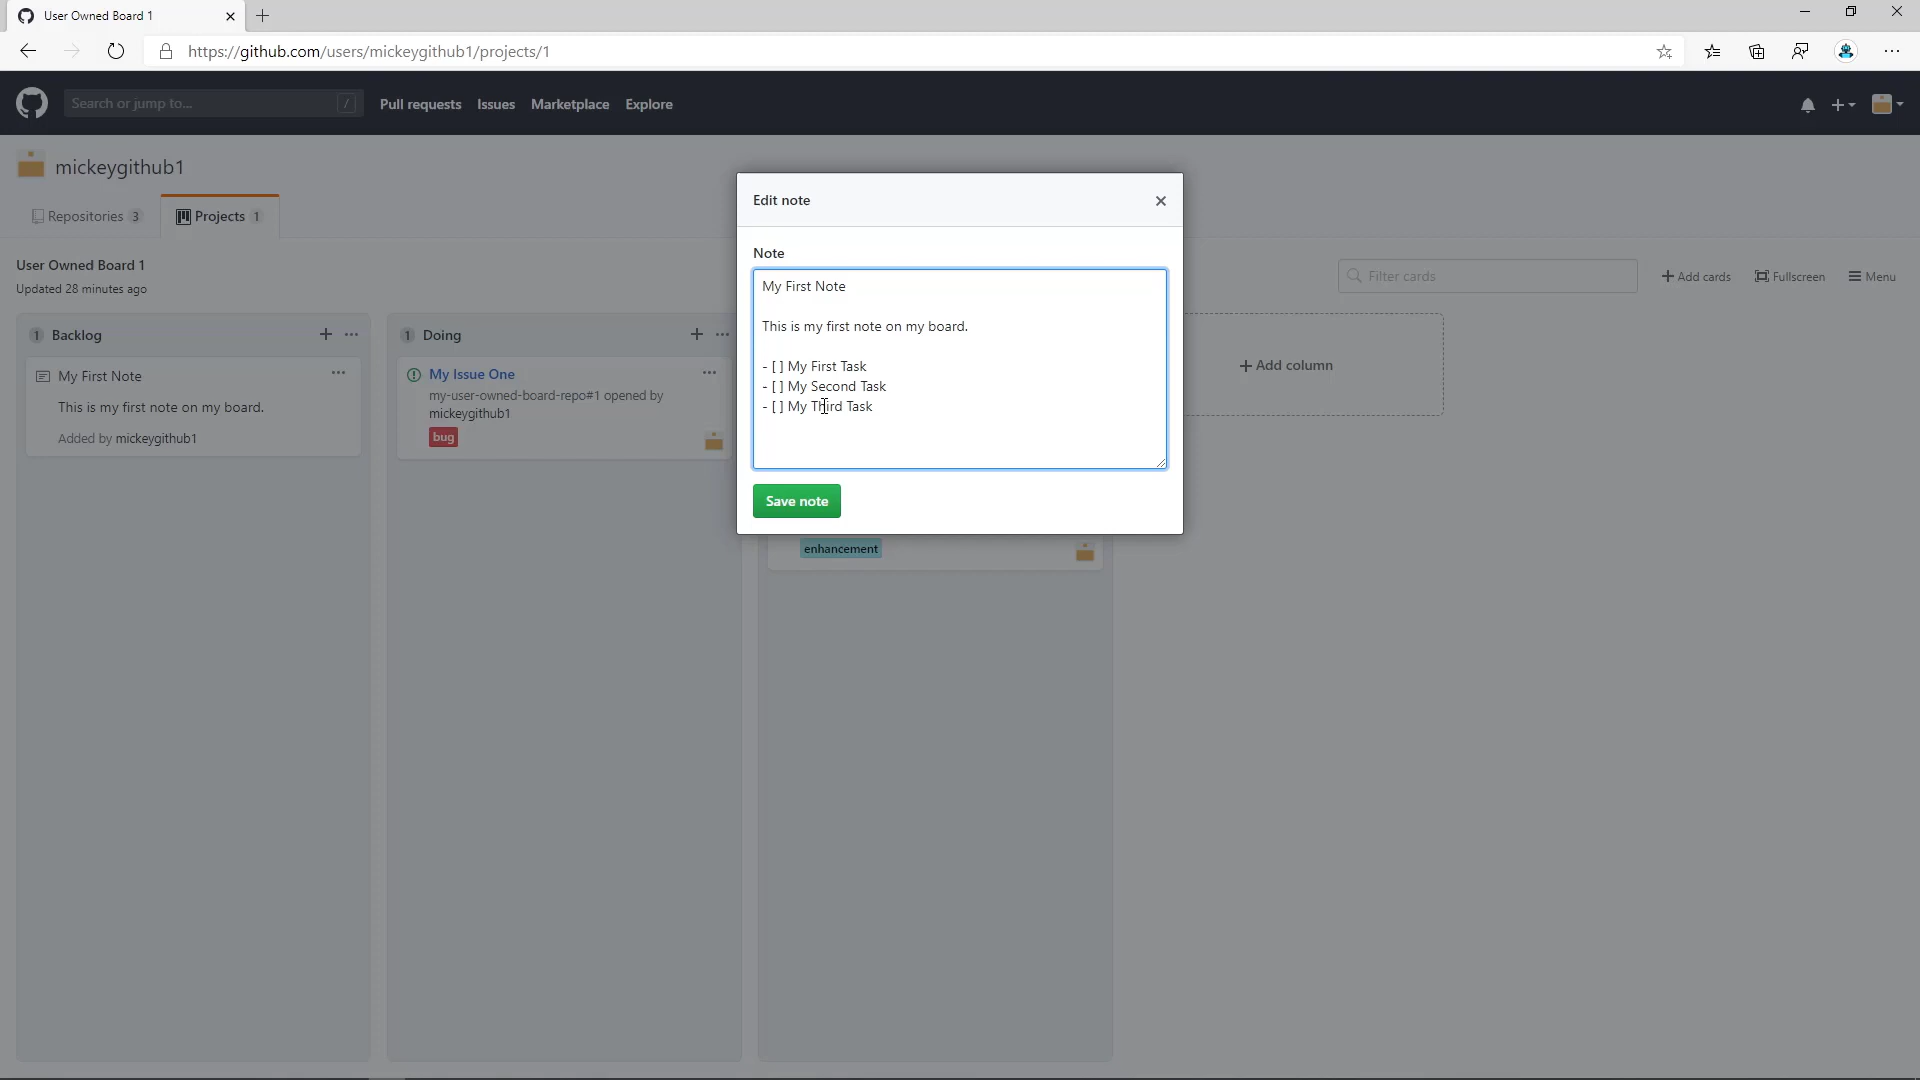 User Owned Board 1
https://github.com/users/mickeygithub1/projects/1
Search or jump to...
/
Pull requests
Issues
Marketplace
Explore
mickeygithub1
Repositories 3
Projects 1
User Owned Board 1
Updated 28 minutes ago
Filter cards
Add cards
Fullscreen
Menu
1 Backlog
My First Note
This is my first note on my board.
Added by mickeygithub1
1 Doing
My Issue One
my-user-owned-board-repo#1 opened by
mickeygithub1
bug
Edit note
Note
My First Note
This is my first note on my board.
- [ ] My First Task
- [ ] My Second Task
- [ ] My Third Task
Save note
enhancement
Add column